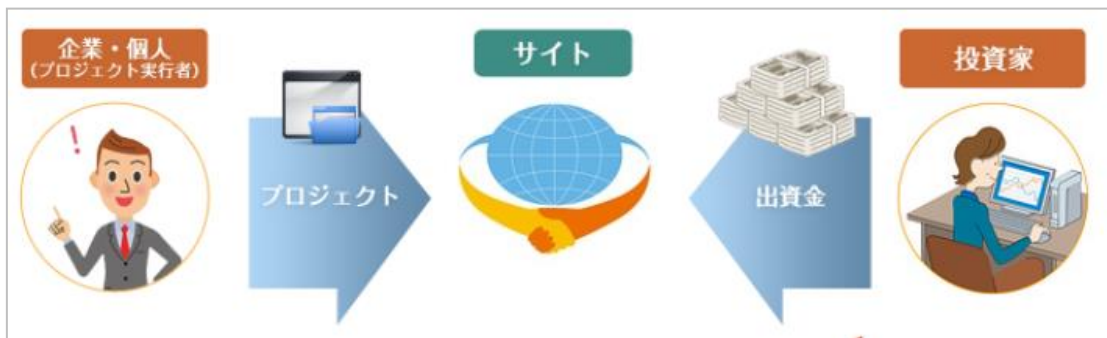 企業・個人
(プロジェクト実行者)
サイト
投資家
プロジェクト
出資金